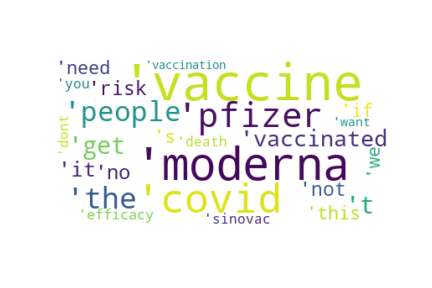 'need
'vaccination
'you
'risk
'vaccine
'people
'pfizer
'if
'want
'dont
'get
's
'death
'vaccinated
'we
'it
'no
'moderna
'the
'covid
'not
't
'efficacy
'sinovac
'this